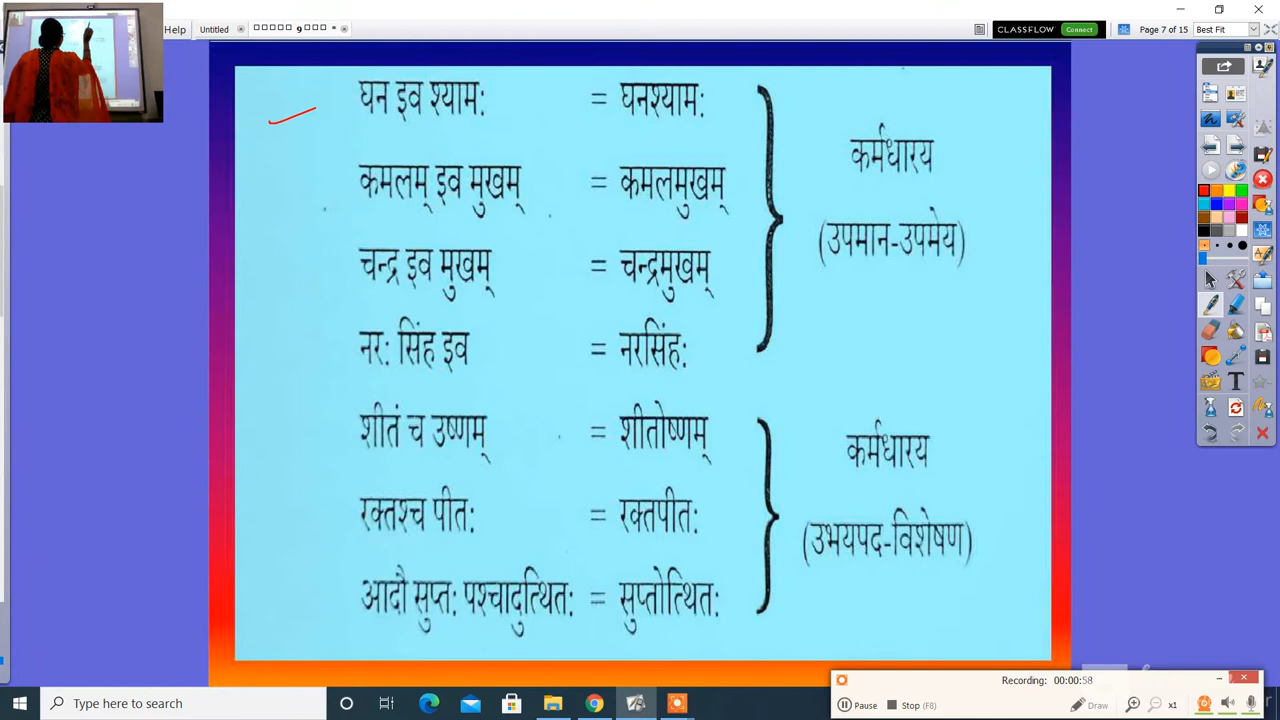 Help
Untitled
9
CLASSFLOW Connect
Page 7 of 15
Best Fit
घन इव श्याम: = घनश्याम:
कमलम् इव मुखम् = कमलमुखम्
चन्द्र इव मुखम् = चन्द्रमुखम्
नर: सिंह इव = नरसिंह:
कर्मधारय
(उपमान-उपमेय)
शीतं च उष्णम् = शीतोष्णम्
रक्तश्च पीत: = रक्तपीत:
आदौ सुप्त: पश्चादुत्थित: = सुप्तोत्थित:
कर्मधारय
(उभयपद-विशेषण)
Recording: 00:00:58
Pause
Stop (F8)
Draw
x1
Type here to search